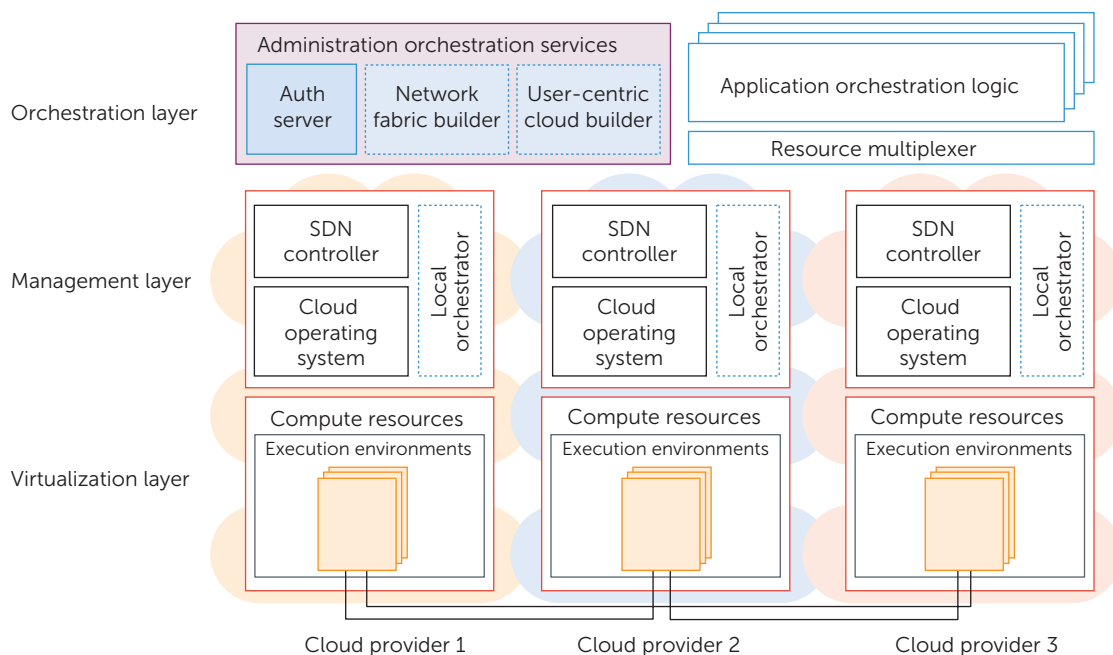 Orchestration layer
Administration orchestration services
Auth
server
Network
fabric builder
User-centric
cloud builder
Application orchestration logic
Resource multiplexer
Management layer
SDN
controller
Cloud
operating
system
Local
orchestrator
SDN
controller
Cloud
operating
system
Local
orchestrator
SDN
controller
Cloud
operating
system
Local
orchestrator
Virtualization layer
Compute resources
Execution environments
Compute resources
Execution environments
Compute resources
Execution environments
Cloud provider 1
Cloud provider 2
Cloud provider 3